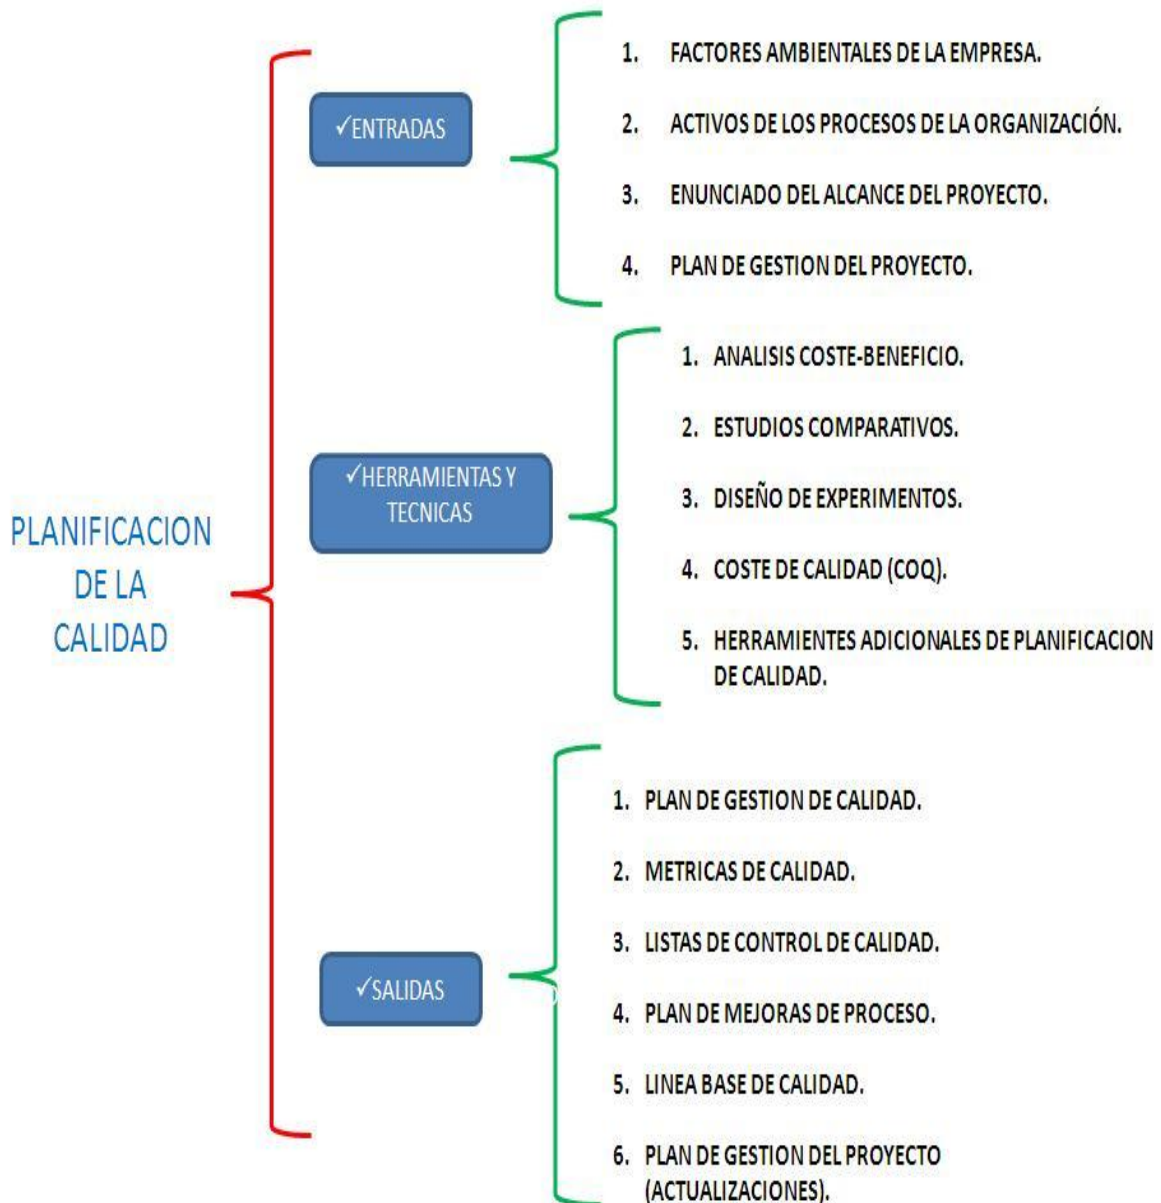 PLANIFICACION
DE LA
CALIDAD
✓ENTRADAS
1. FACTORES AMBIENTALES DE LA EMPRESA.
2. ACTIVOS DE LOS PROCESOS DE LA ORGANIZACIÓN.
3. ENUNCIADO DEL ALCANCE DEL PROYECTO.
4. PLAN DE GESTION DEL PROYECTO.
✓HERRAMIENTAS Y
TECNICAS
1. ANALISIS COSTE-BENEFICIO.
2. ESTUDIOS COMPARATIVOS.
3. DISEÑO DE EXPERIMENTOS.
4. COSTE DE CALIDAD (COQ).
5. HERRAMIENTES ADICIONALES DE PLANIFICACION
DE CALIDAD.
✓SALIDAS
1. PLAN DE GESTION DE CALIDAD.
2. METRICAS DE CALIDAD.
3. LISTAS DE CONTROL DE CALIDAD.
4. PLAN DE MEJORAS DE PROCESO.
5. LINEA BASE DE CALIDAD.
6. PLAN DE GESTION DEL PROYECTO
(ACTUALIZACIONES).